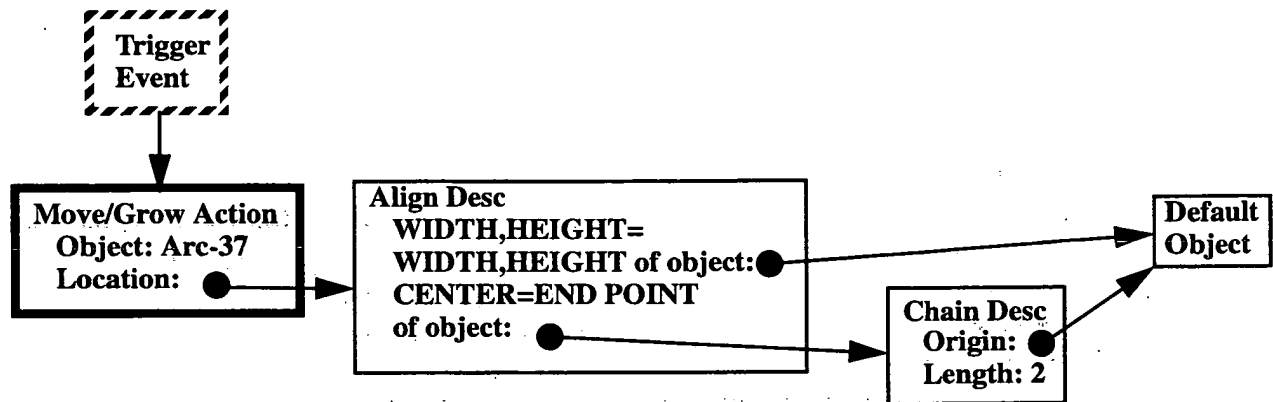 Trigger
Event
Move/Grow Action
Object: Arc-37
Location:
Align Desc
WIDTH,HEIGHT=
WIDTH,HEIGHT of object:
CENTER=END POINT
of object:
Chain Desc
Origin:
Length: 2
Default
Object